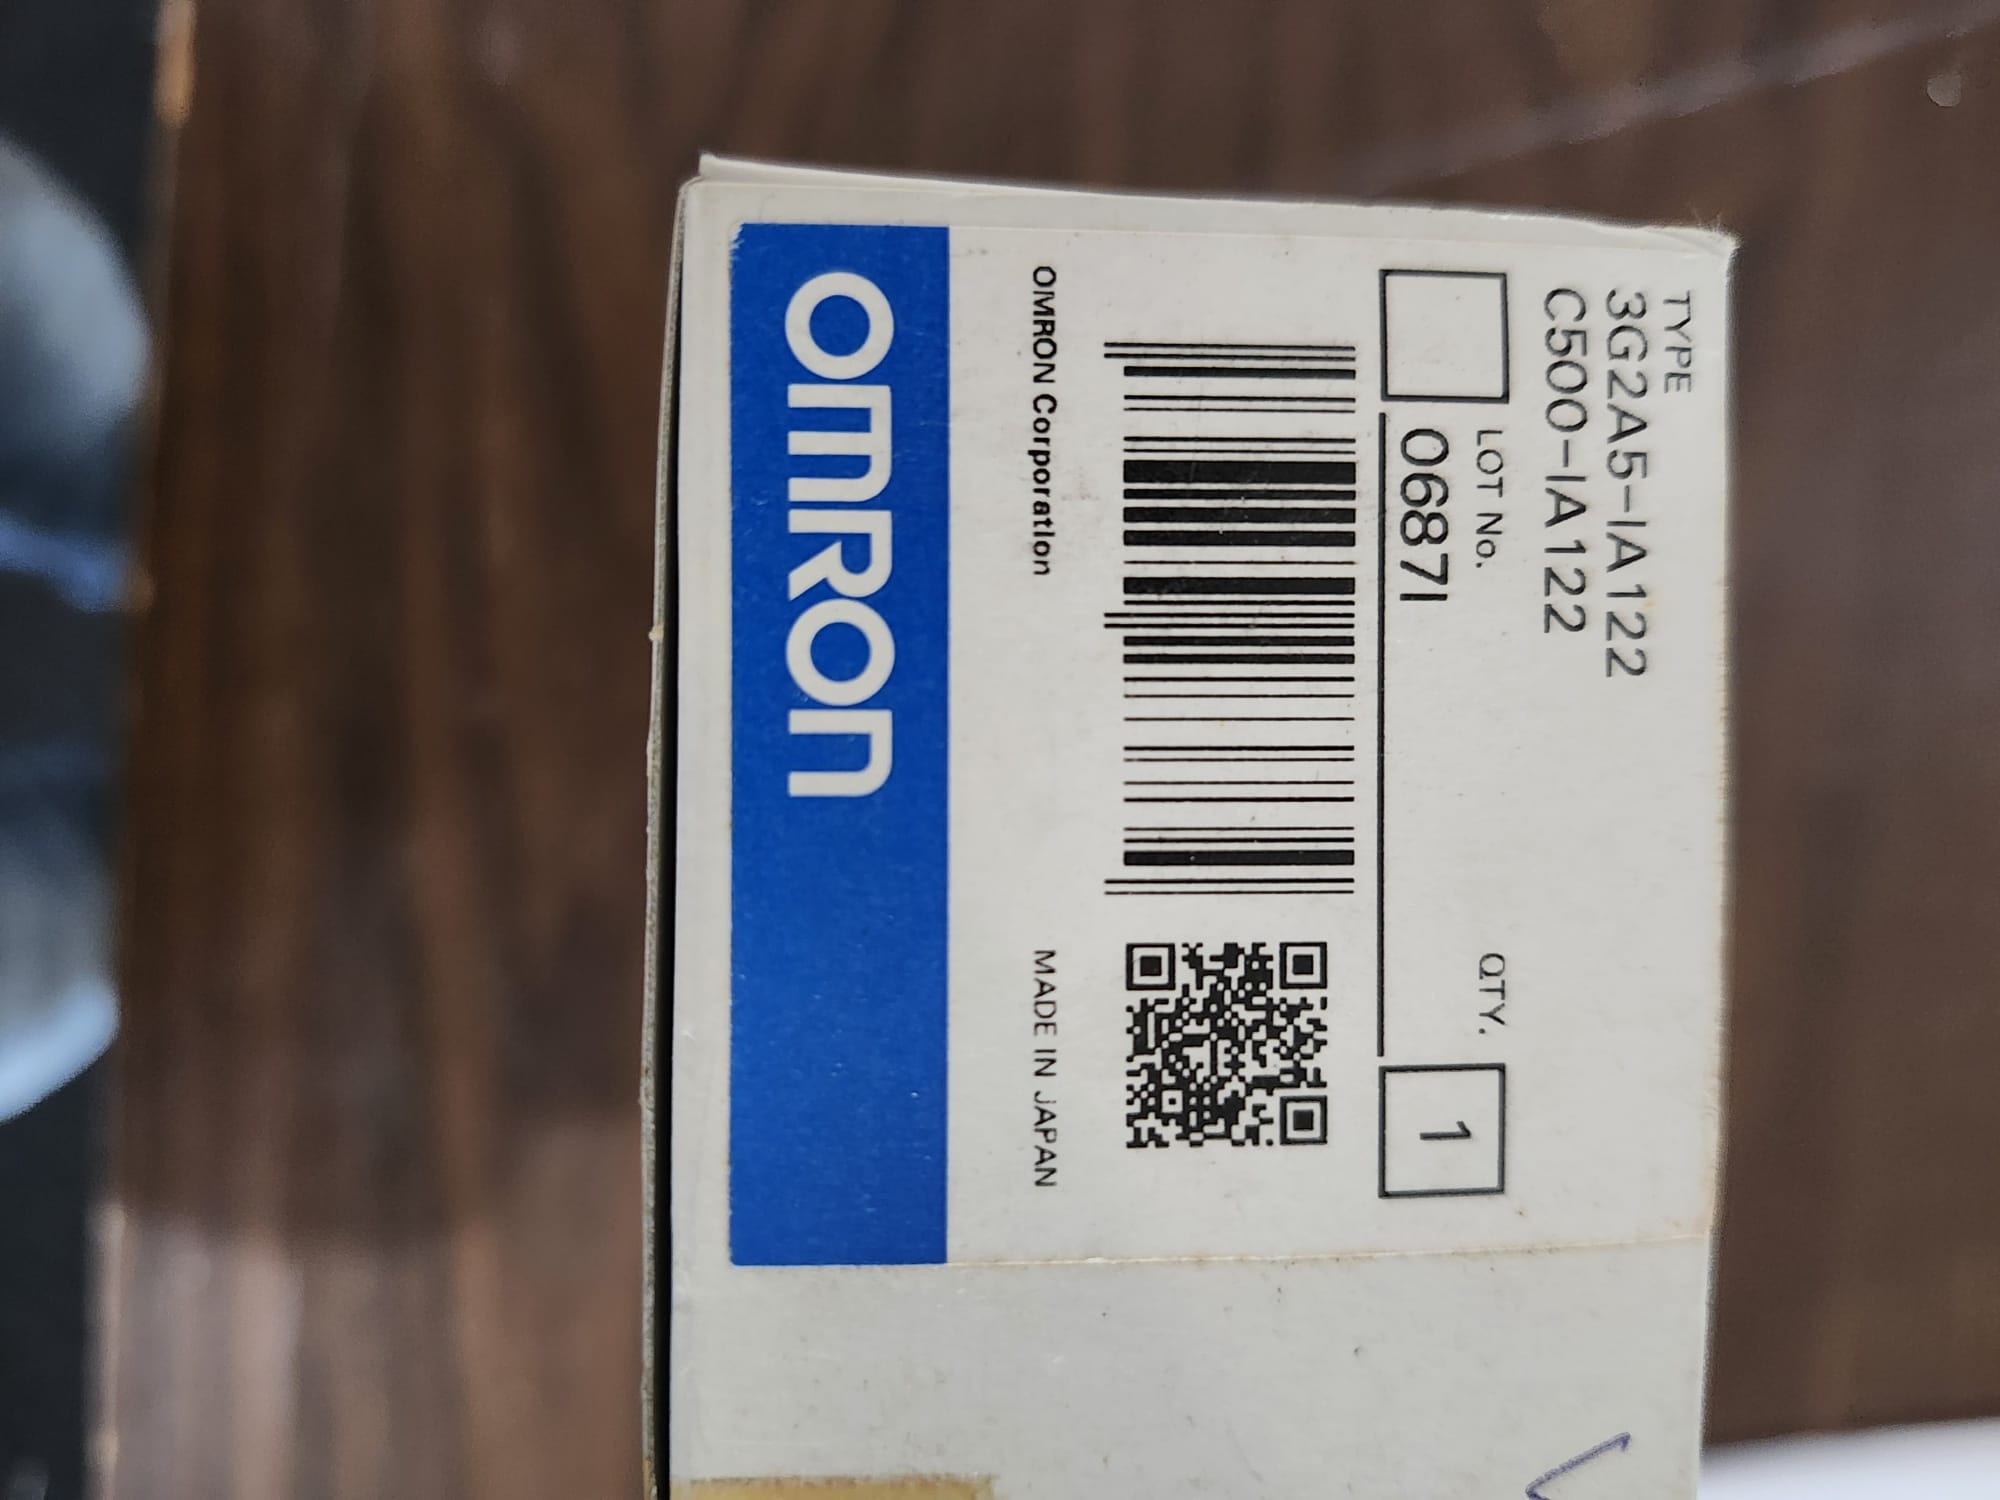 TYPE
3G2A5-IA122
C500-IA122
LOT No.
QTY.
0687I
1
OMRON Corporation
MADE IN JAPAN
OMRON